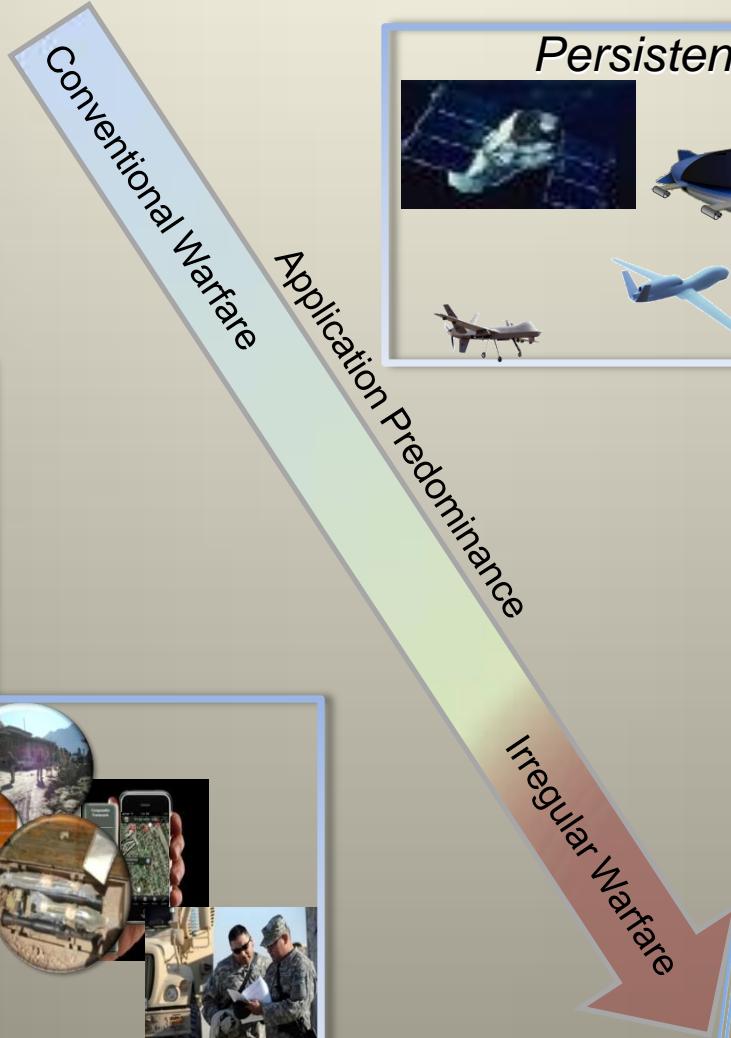 Persisten
Conventional Warfare
Application Predominance
Irregular Warfare